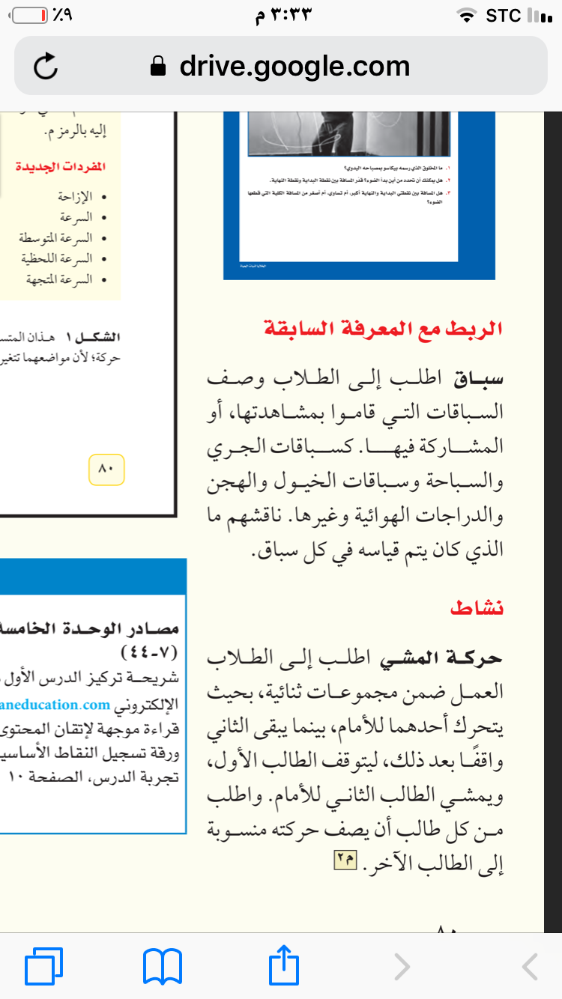 ٪٩
٣:٣٣ م
STC
drive.google.com
١. ما المخلوق الذي رسمه بيكاسو بمصباحه اليدوي؟
٢. هل يمكنك أن تحدد من أين بدأ الضوء؟ قدّر المسافة بين نقطة البداية ونقطة النهاية.
٣. هل المسافة بين نقطتي البداية والنهاية أكبر، أم تساوي، أم أصغر من المسافة الكلية التي قطعها
الضوء؟
الربط مع المعرفة السابقة
سباق اطلب إلى الطلاب وصف
السباقات التي قاموا بمشاهدتها، أو
المشاركة فيها. كسباقات الجري
والسباحة وسباقات الخيول والهجن
والدراجات الهوائية وغيرها. ناقشهم ما
الذي كان يتم قياسه في كل سباق.
نشاط
حركة المشي اطلب إلى الطلاب
العمل ضمن مجموعات ثنائية، بحيث
يتحرك أحدهما للأمام، بينما يبقى الثاني
واقفًا بعد ذلك، ليتوقف الطالب الأول،
ويمشي الطالب الثاني للأمام. واطلب
من كل طالب أن يصف حركته منسوبة
إلى الطالب الآخر. م٢
إليه بالرمز م.
المفردات الجديدة
• الإزاحة
• السرعة
• السرعة المتوسطة
• السرعة اللحظية
• السرعة المتجهة
الشكل ١ هذان المتس
حركة؛ لأن مواضعهما تتغير
٨٠
مصادر الوحدة الخامسة
(٧-٤٤)
شريحة تركيز الدرس الأول
الإلكتروني aneducation.com
قراءة موجهة لإتقان المحتوى
ورقة تسجيل النقاط الأساسي
تجربة الدرس، الصفحة ١٠
٨٠